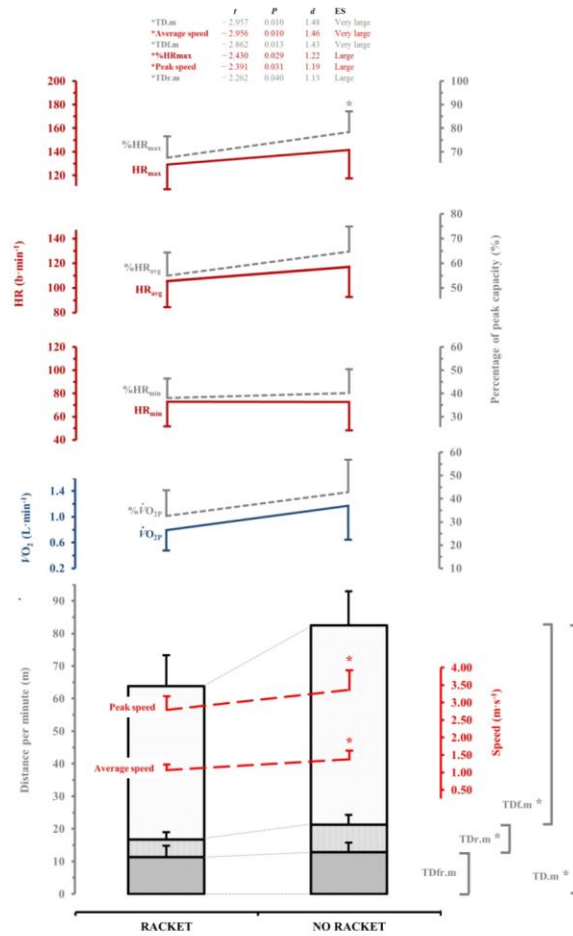 t P d ES
*TD.m − 2.957 0.010 1.48 Very large
*Average speed − 2.956 0.010 1.46 Very large
*TDf.m − 2.862 0.013 1.43 Very large
*%HRmax − 2.430 0.029 1.22 Large
*Peak speed − 2.391 0.031 1.19 Large
*TDr.m − 2.262 0.040 1.13 Large
200
180
160
140
120
%HRmax
HRmax
*
100
90
80
70
HR (b·min-1)
140
120
100
80
%HRavg
HRavg
80
70
60
50
Percentage of peak capacity (%)
120
100
80
60
40
%HRmin
HRmin
60
50
40
30
V̇O2 (L·min-1)
1.4
1.0
0.6
0.2
%V̇O2P
V̇O2P
60
50
40
30
20
10
Distance per minute (m)
90
80
70
60
50
40
30
20
10
0
Peak speed
*
Average speed
*
4.00
3.50
3.00
2.50
2.00
1.50
1.00
0.50
Speed (m·s-1)
TDf.m *
TDr.m *
TDfr.m
TD.m *
RACKET NO RACKET